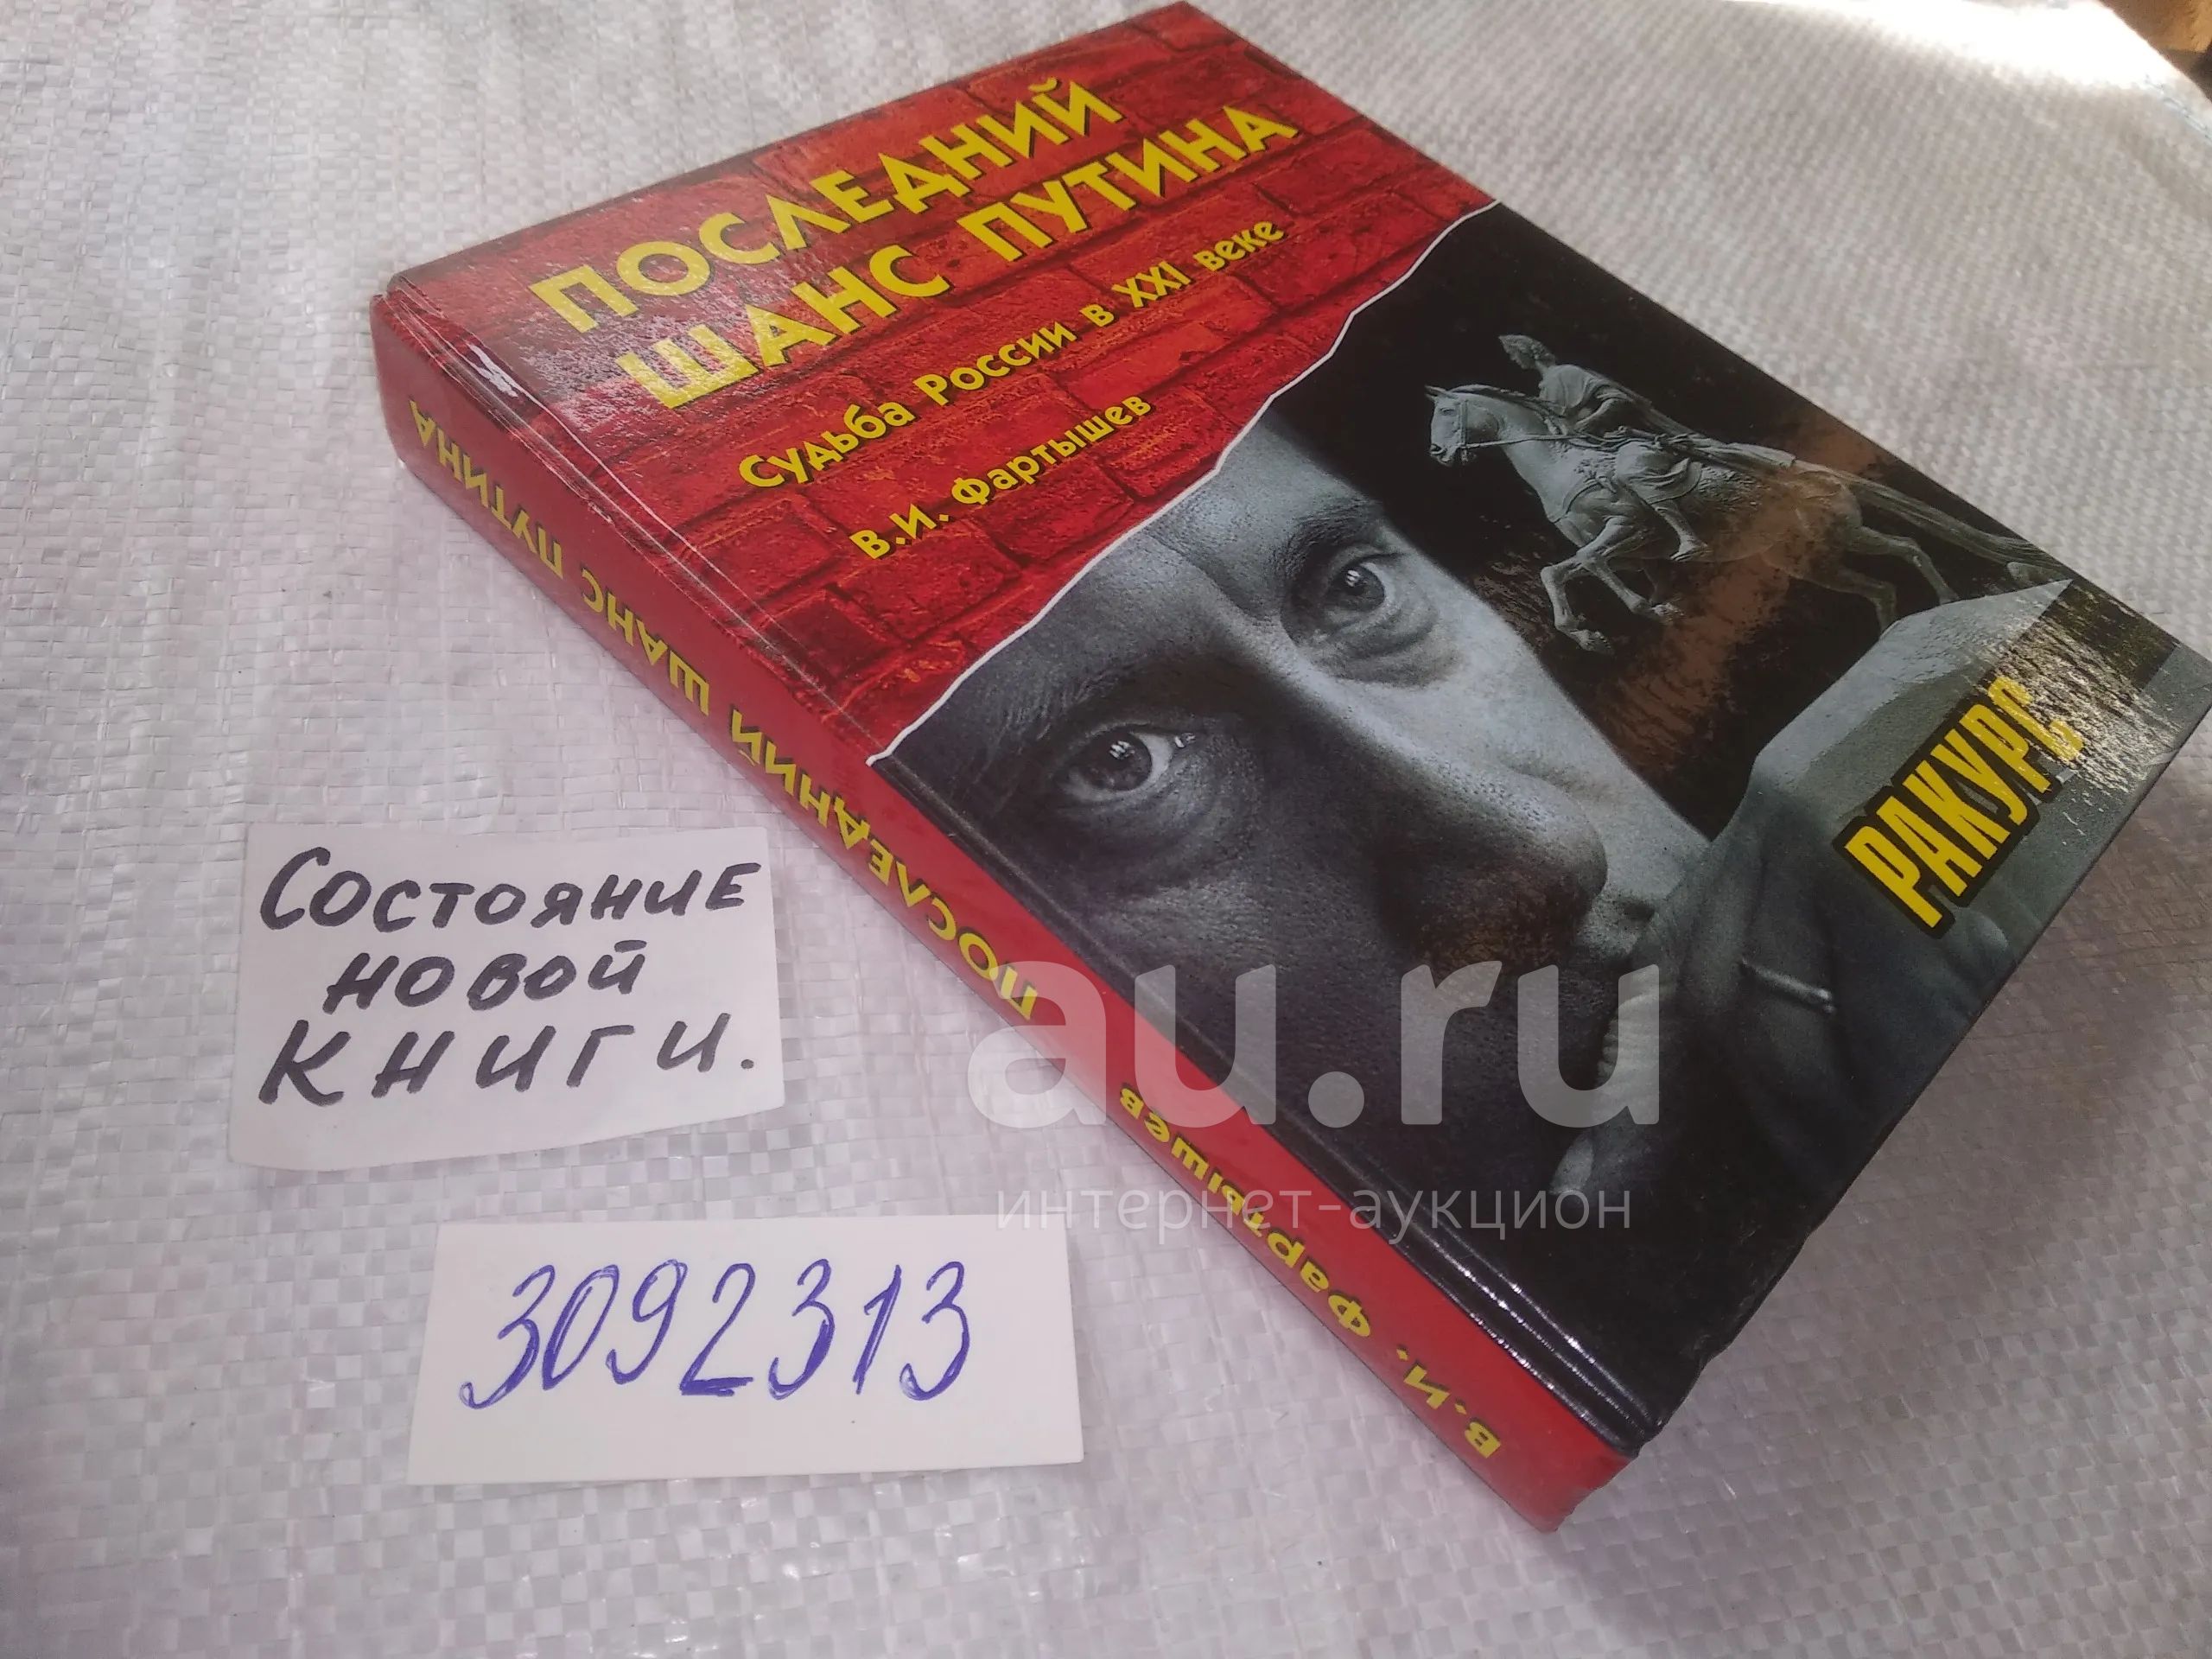 ПОСЛЕДНИЙ
ШАНС ПУТИНА
Судьба России в XXI веке
В.И. Фартышев
РАКУРС
В.И. Фартышев ПОСЛЕДНИЙ ШАНС ПУТИНА
СОСТОЯНИЕ
НОВОЙ
КНИГИ.
3092313
au.ru
интернет-аукцион